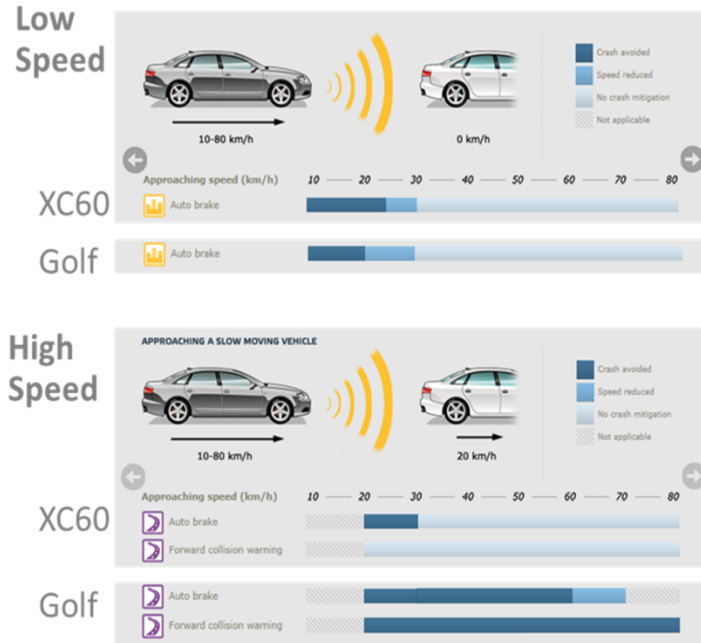 Low
Speed
Crash avoided
Speed reduced
No crash mitigation
Not applicable
10-80 km/h
0 km/h
Approaching speed (km/h) 10 20 30 40 50 60 70 80
XC60
Auto brake
Golf
Auto brake
High
Speed
APPROACHING A SLOW MOVING VEHICLE
Crash avoided
Speed reduced
No crash mitigation
Not applicable
10-80 km/h
20 km/h
Approaching speed (km/h) 10 20 30 40 50 60 70 80
XC60
Auto brake
Forward collision warning
Golf
Auto brake
Forward collision warning